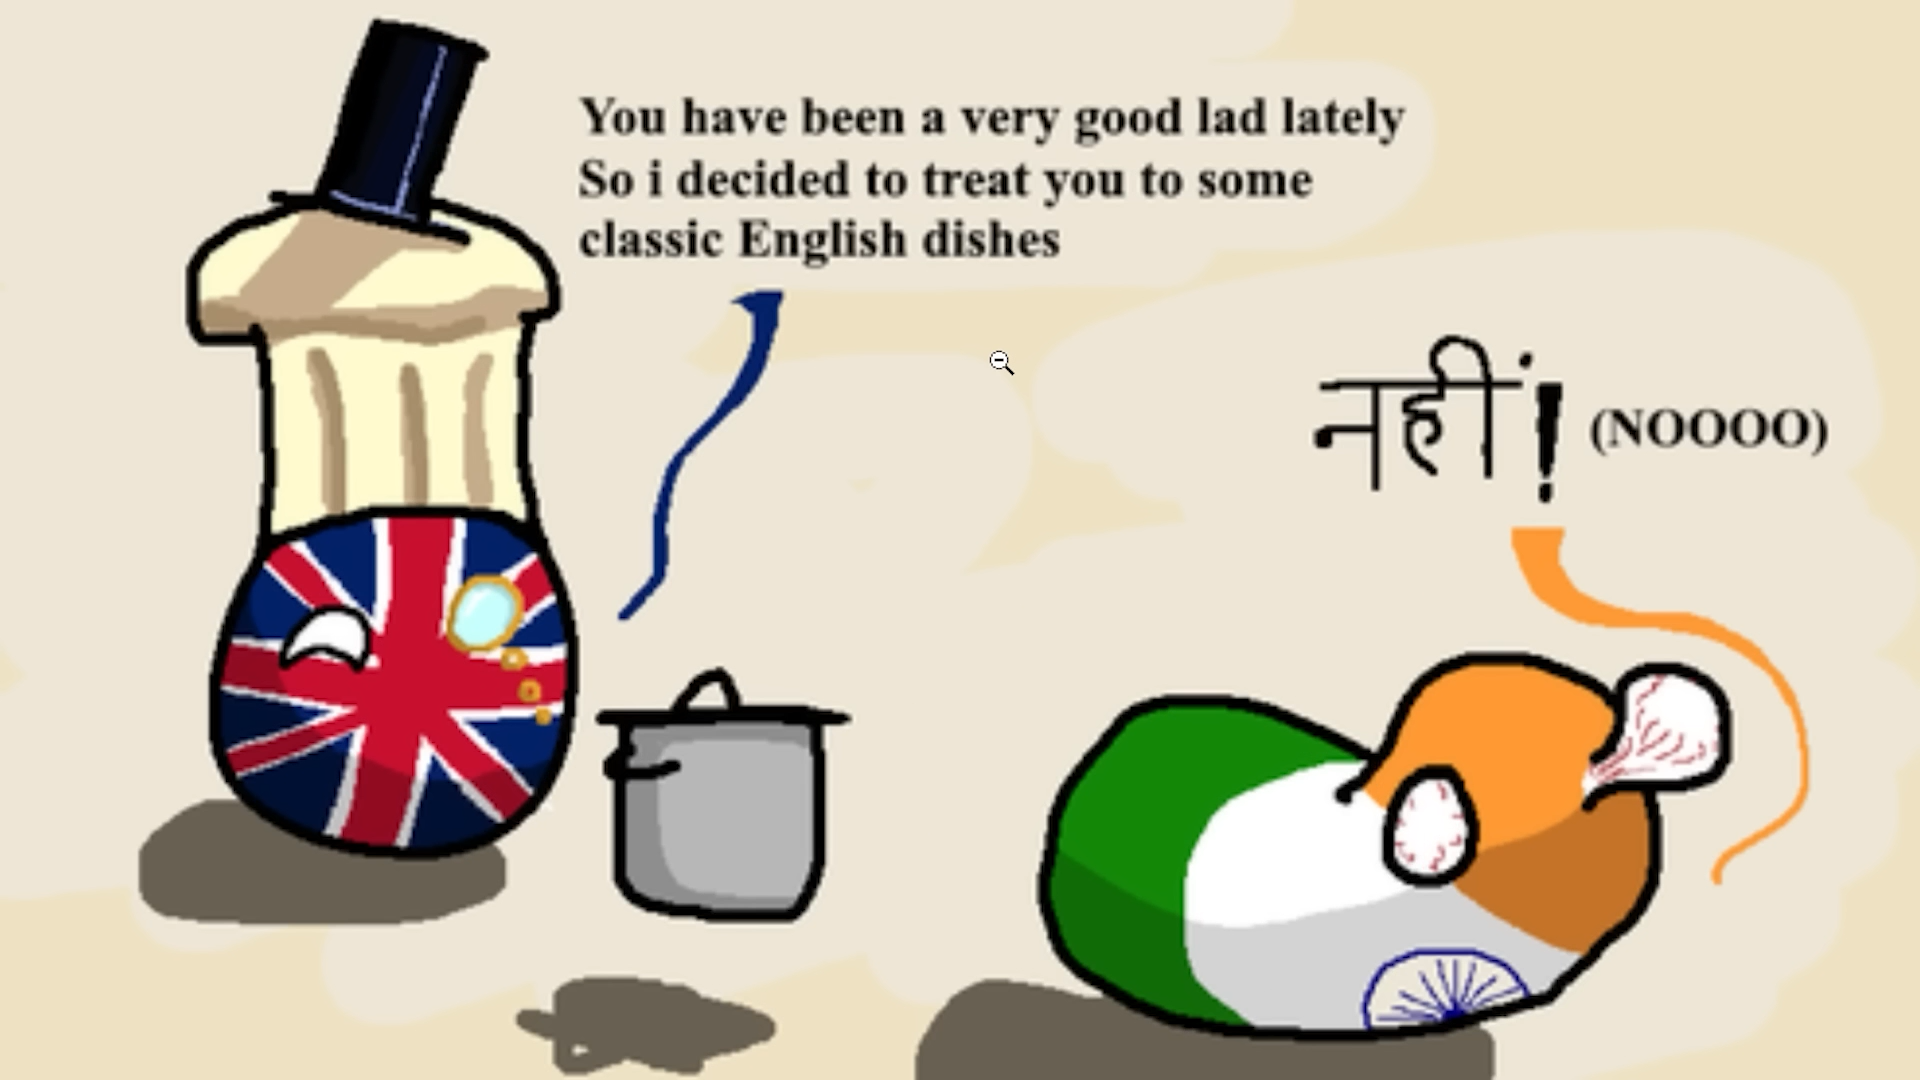 You have been a very good lad lately
So i decided to treat you to some
classic English dishes
नहीं! (NOOOO)